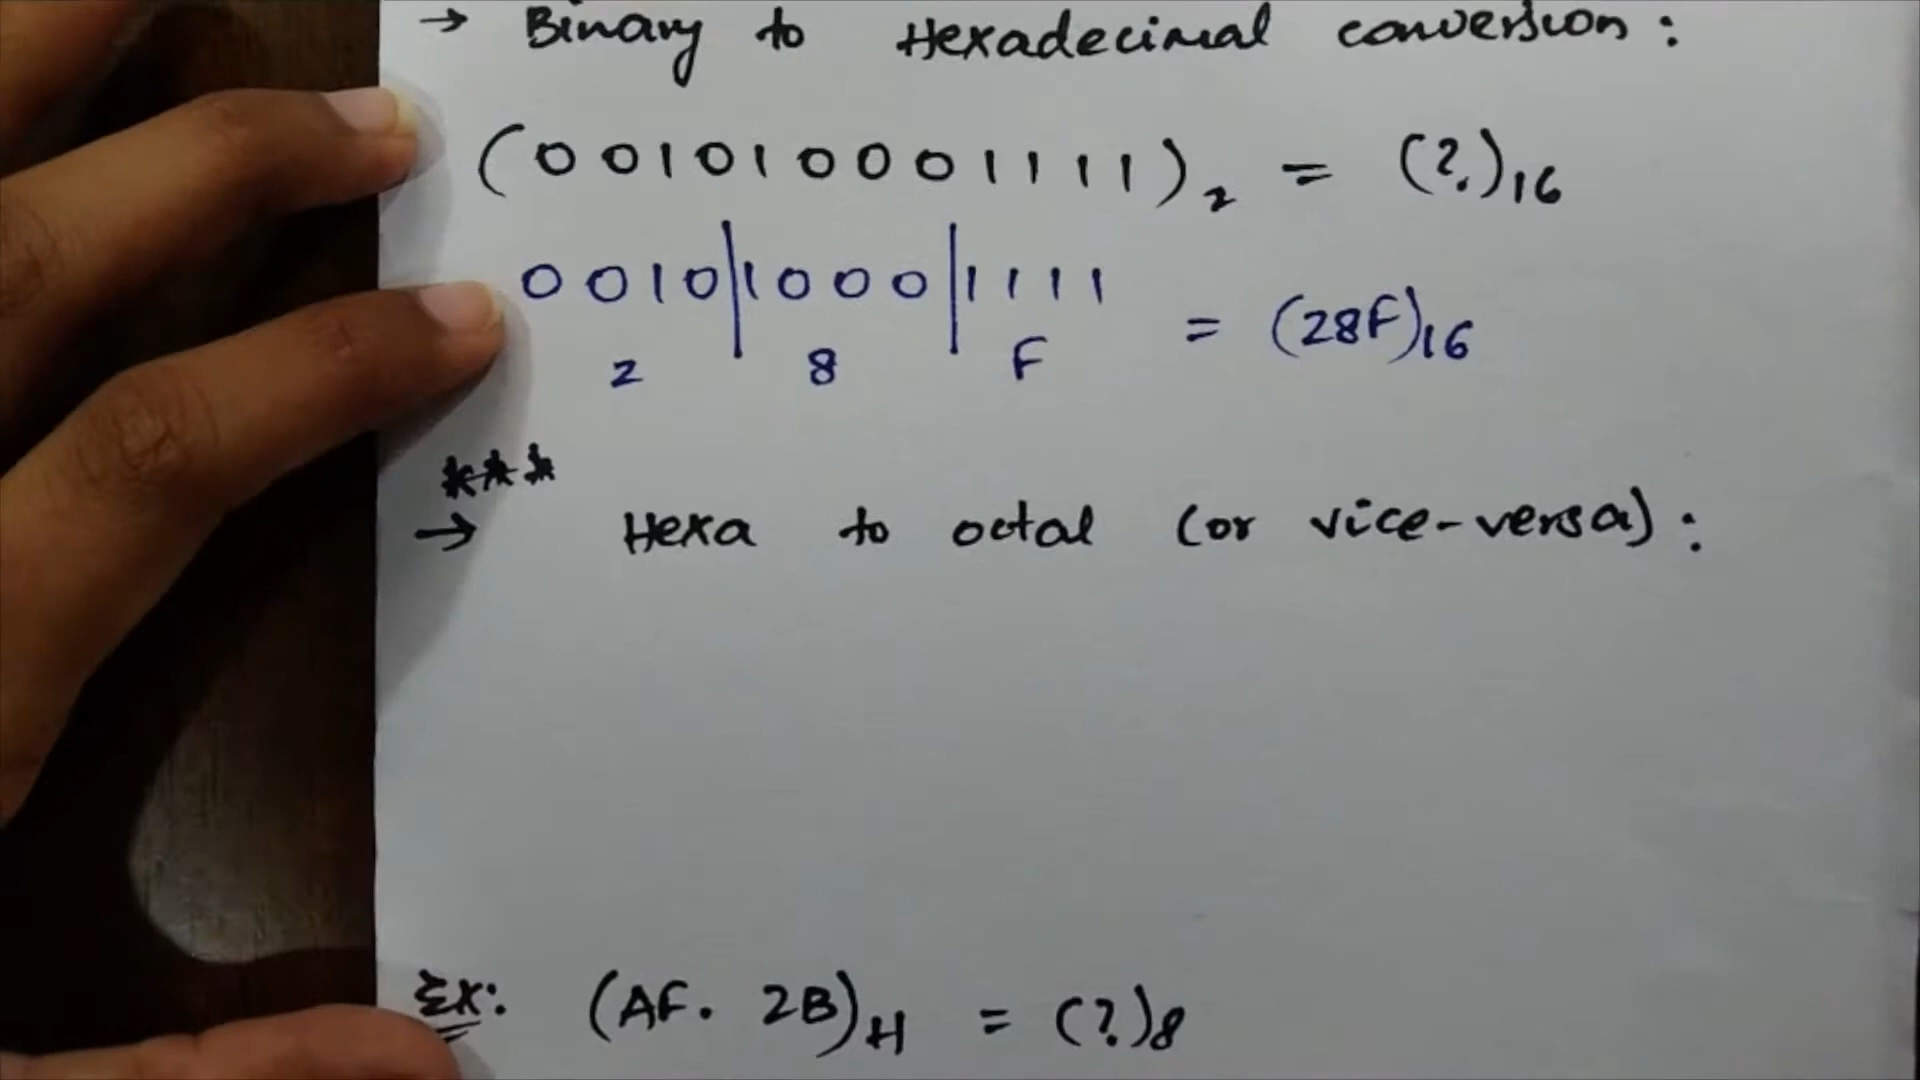 → Binary to Hexadecimal conversion:
(001010001111)₂ = (?)₁₆
0010|1000|1111 = (28F)₁₆
2 8 F
***
→ Hexa to octal (or vice-versa):
Ex: (AF. 2B)H = (?)₈